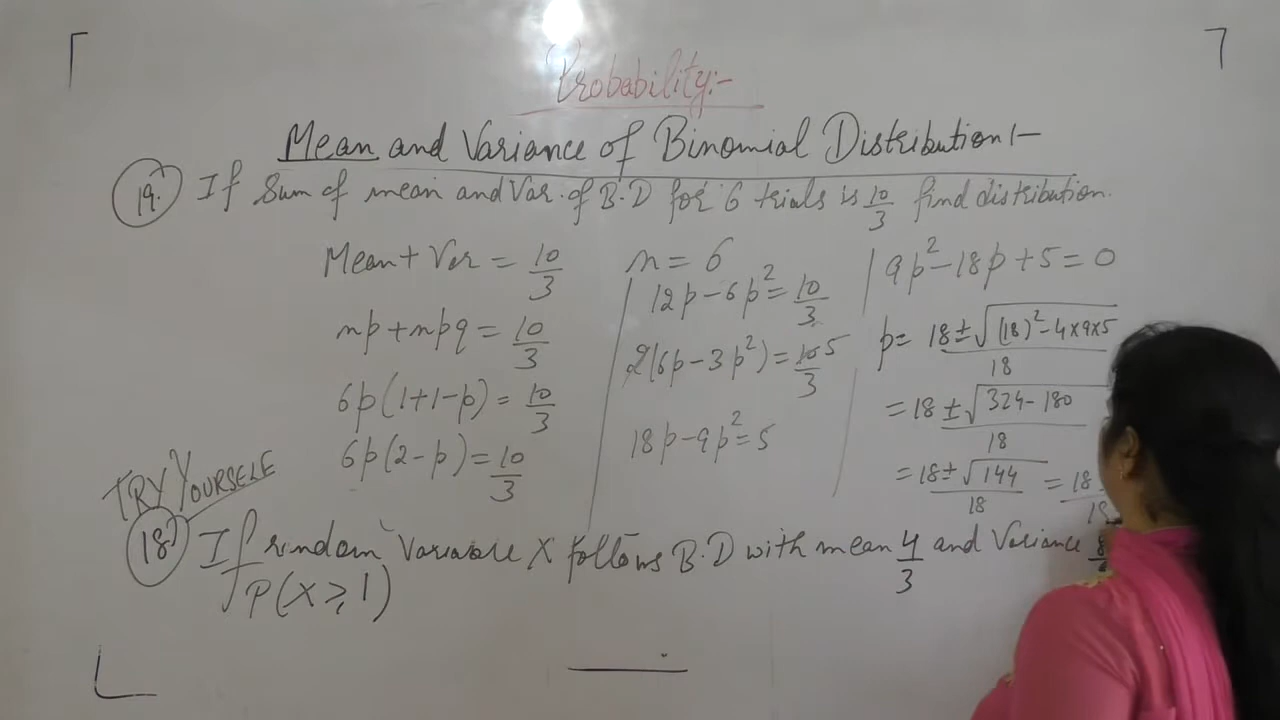 Probability:-
Mean and Variance of Binomial Distribution:-
19. If Sum of mean and Var. of B.D for 6 trials is 10/3 find distribution.
Mean + Var = 10/3
np + npq = 10/3
6p(1+1-p) = 10/3
6p(2-p) = 10/3
n = 6
12p - 6p² = 10/3
2(6p - 3p²) = 10 5/3
18p - 9p² = 5
9p² - 18p + 5 = 0
p = 18 ± √(18)² - 4×9×5 / 18
= 18 ± √324 - 180 / 18
= 18 ± √144 / 18 = 18
TRY YOURSELF
18. If random variable X follows B.D with mean 4/3 and Variance
P(X ≥ 1)